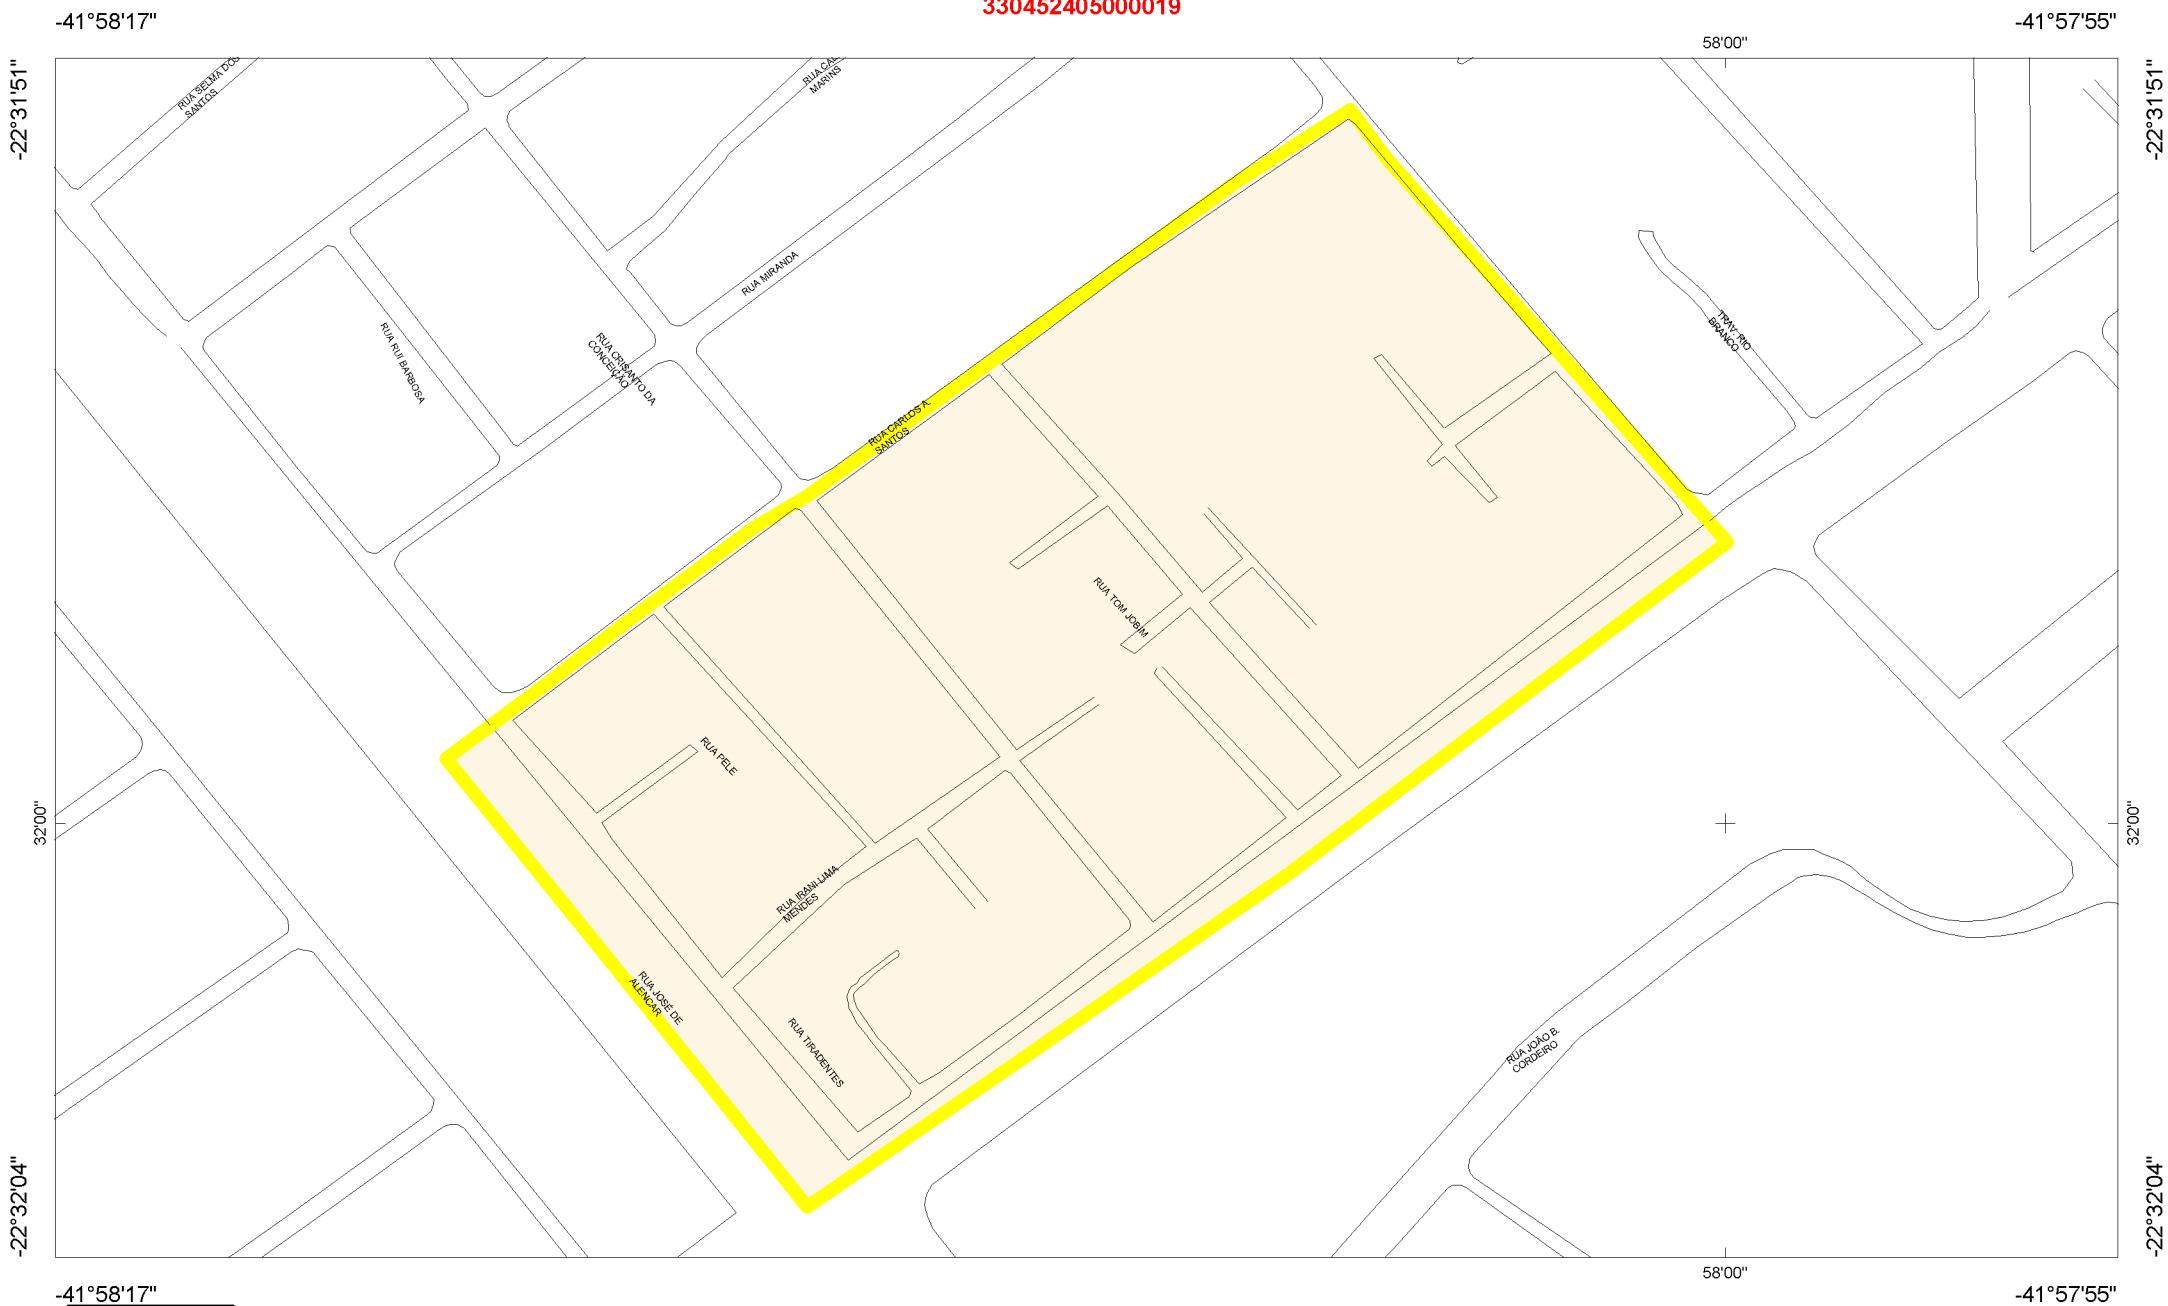 330452405000019
-41°58'17"
-41°57'55"
58'00"
-22°31'51"
-22°31'51"
RUA SELMA DOS
SANTOS
MARINS
RUA MIRANDA
RUA RUI BARBOSA
RUA CRISANTO DA
CONCEIÇÃO
TRAV. RIO
BRANCO
RUA CARLOS A.
SANTOS
RUA TOM JOBIM
RUA PELE
32'00"
32'00"
RUA IRANI LIMA
MENDES
RUA JOSÉ DE
ALENCAR
RUA TIRADENTES
RUA JOÃO B.
CORDEIRO
-22°32'04"
-22°32'04"
58'00"
-41°58'17"
-41°57'55"